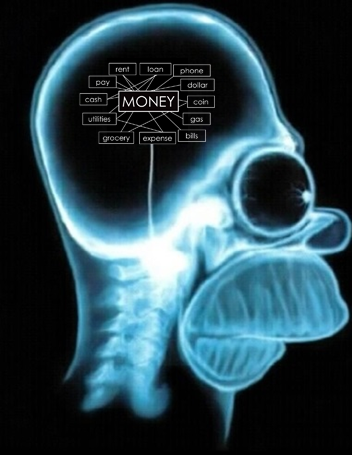 rent loan phone
pay dollar
cash MONEY coin
utilities gas
grocery expense bills